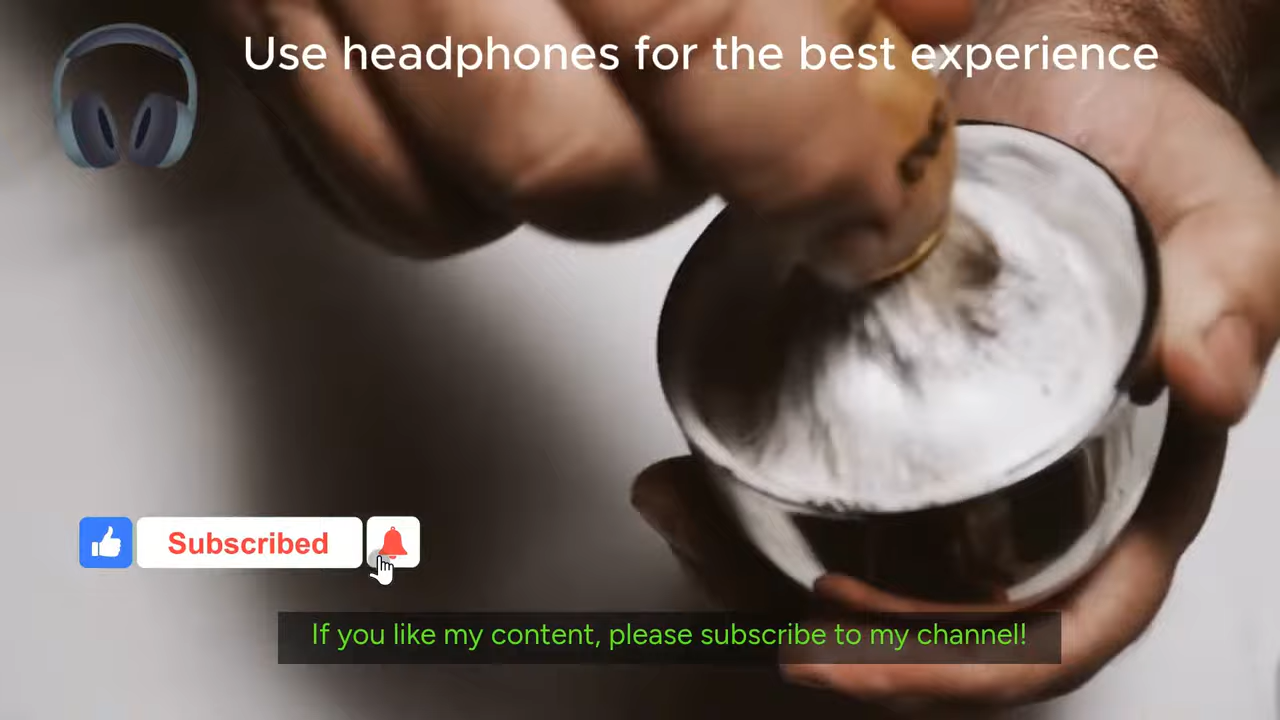 Use headphones for the best experience
Subscribed
If you like my content, please subscribe to my channel!